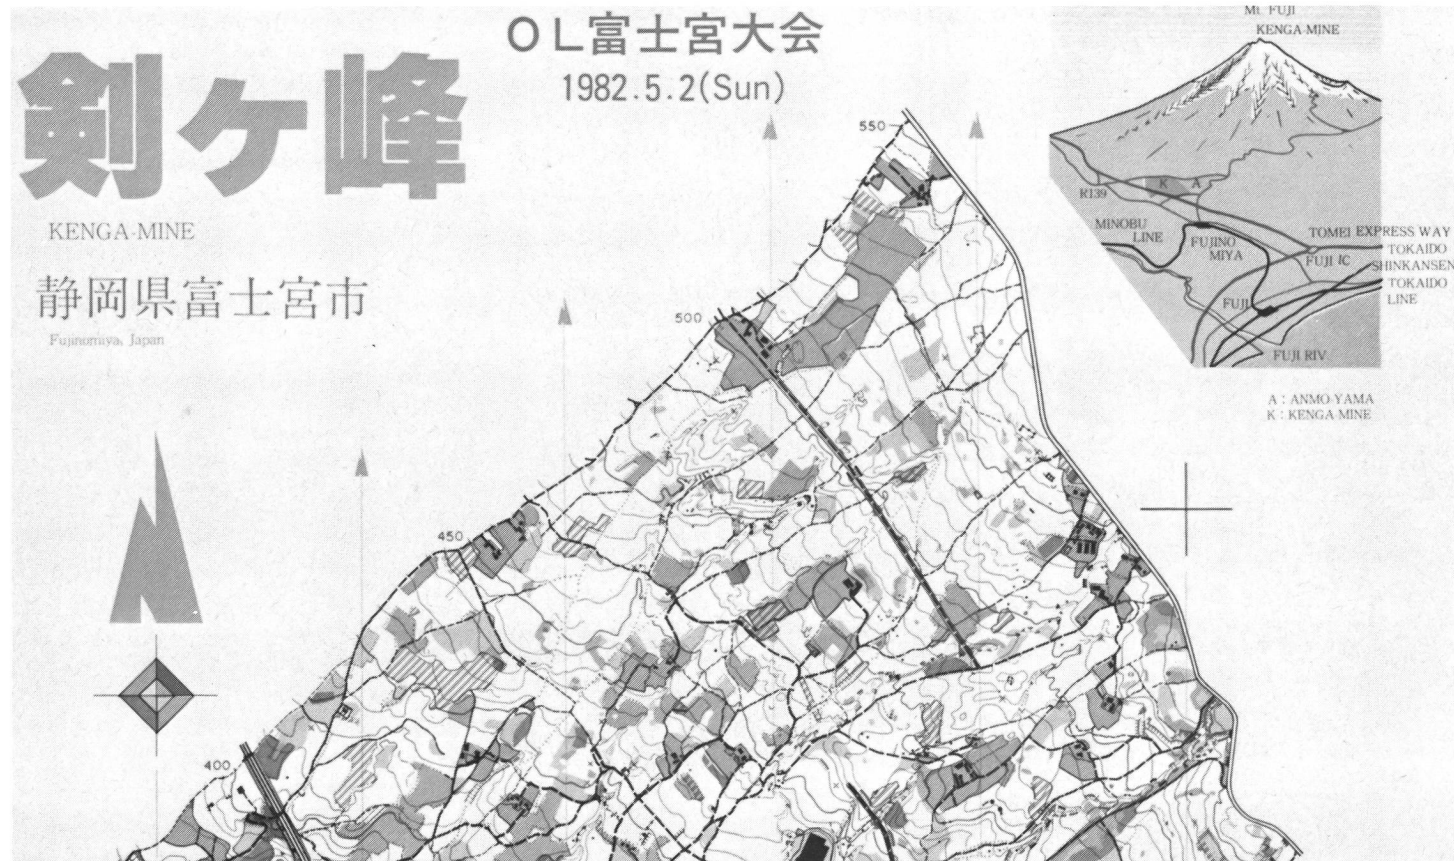 OL富士宮大会
1982.5.2(Sun)
剣ヶ峰
KENGA-MINE
静岡県富士宮市
Fujinomiya, Japan
Mt. FUJI
KENGA-MINE
R139
K
A
MINOBU
LINE
FUJINO
MIYA
TOMEI EXPRESS WAY
TOKAIDO
SHINKANSEN
FUJI IC
TOKAIDO
LINE
FUJI
FUJI RIV.
A : ANMO-YAMA
K : KENGA-MINE
550
500
450
400
N